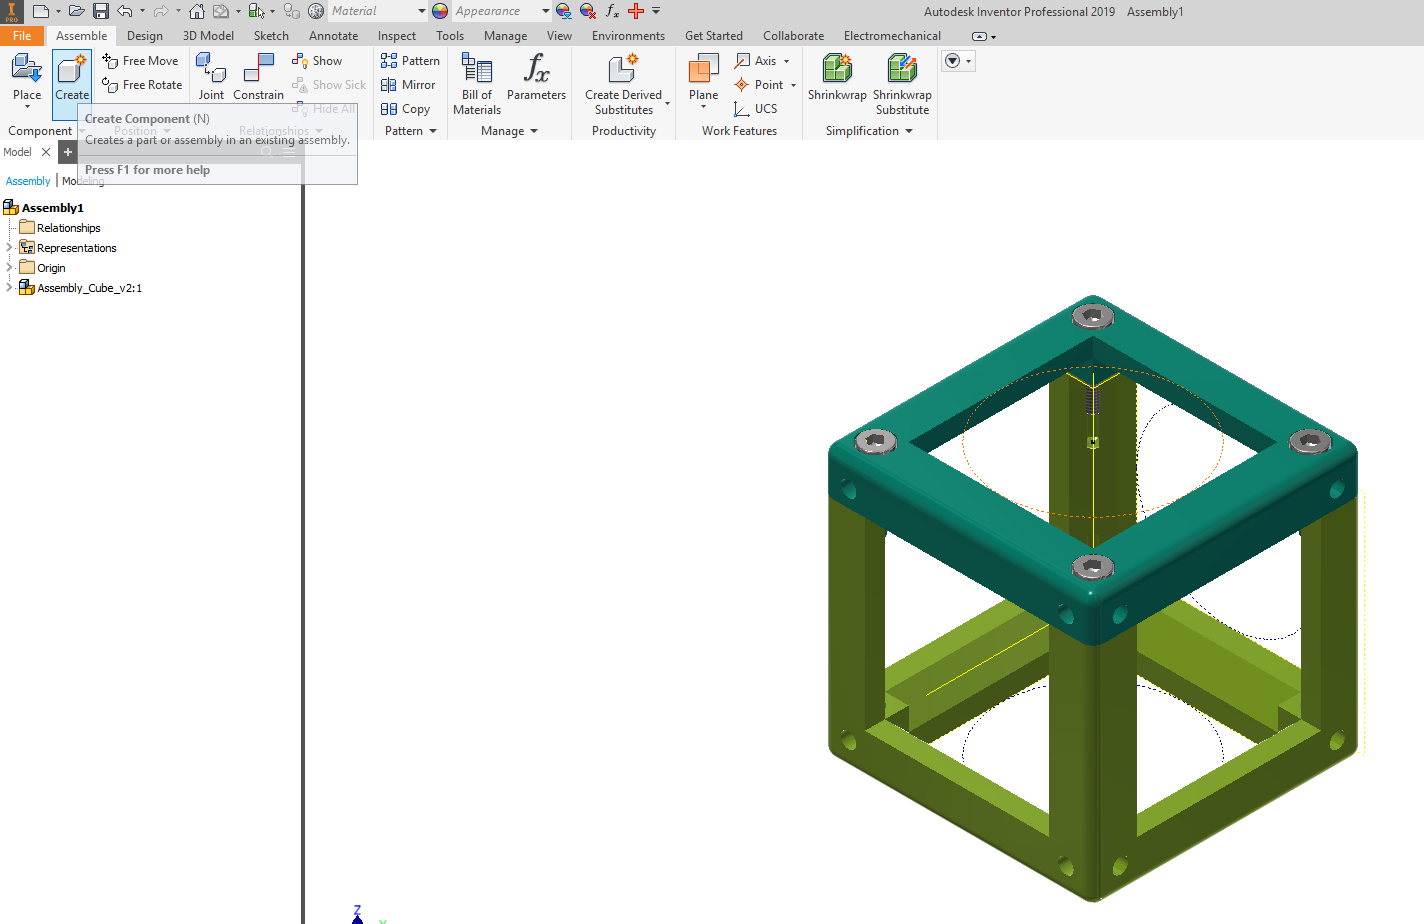 I
PRO
Material
Appearance
fx
Autodesk Inventor Professional 2019 Assembly1
File Assemble Design 3D Model Sketch Annotate Inspect Tools Manage View Environments Get Started Collaborate Electromechanical
Place
Create
Free Move
Free Rotate
Joint
Constrain
Show
Show Sick
Hide All
Pattern
Mirror
Copy
Bill of
Materials
fx
Parameters
Create Derived
Substitutes
Plane
Axis
Point
UCS
Shrinkwrap
Shrinkwrap
Substitute
Component Position Relationships Pattern Manage Productivity Work Features Simplification
Create Component (N)
Creates a part or assembly in an existing assembly.
Press F1 for more help
Model
Assembly Modeling
Assembly1
Relationships
Representations
Origin
Assembly_Cube_v2:1
Z
Y